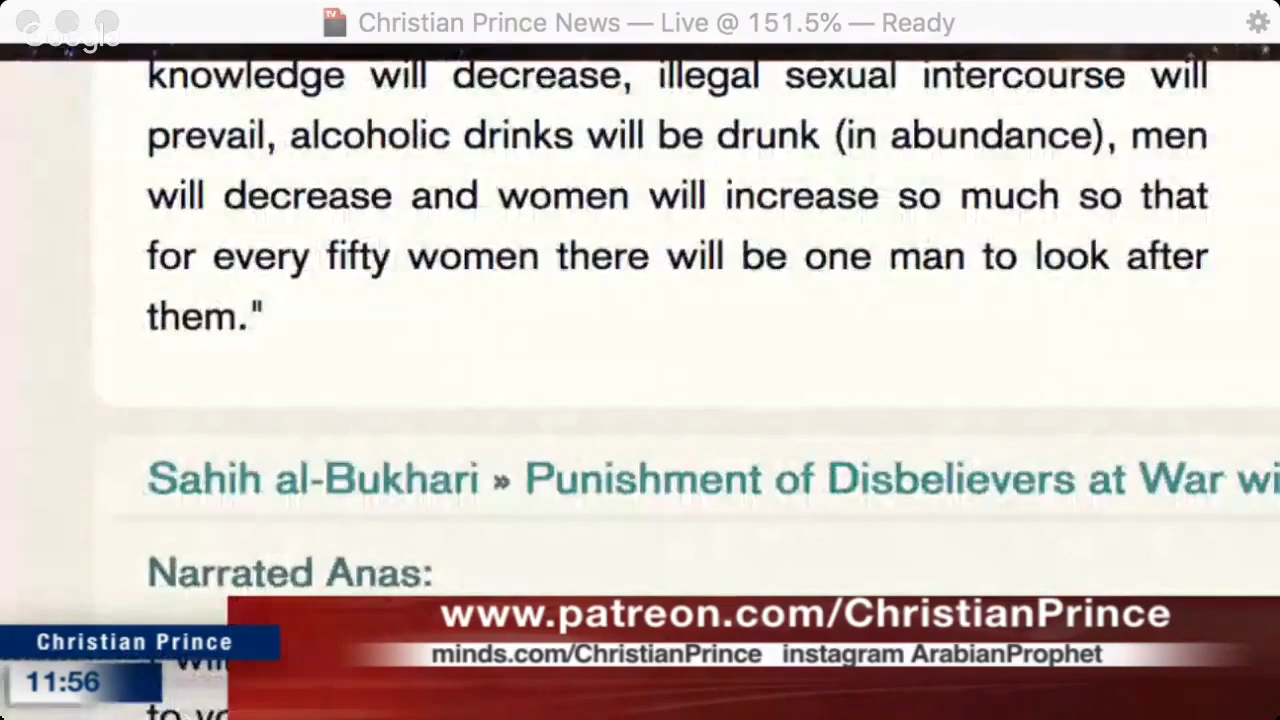 Google
Christian Prince News — Live @ 151.5% — Ready
knowledge will decrease, illegal sexual intercourse will
prevail, alcoholic drinks will be drunk (in abundance), men
will decrease and women will increase so much so that
for every fifty women there will be one man to look after
them."
Sahih al-Bukhari » Punishment of Disbelievers at War wi
Narrated Anas:
www.patreon.com/ChristianPrince
Christian Prince
minds.com/ChristianPrince instagram ArabianProphet
11:56
to